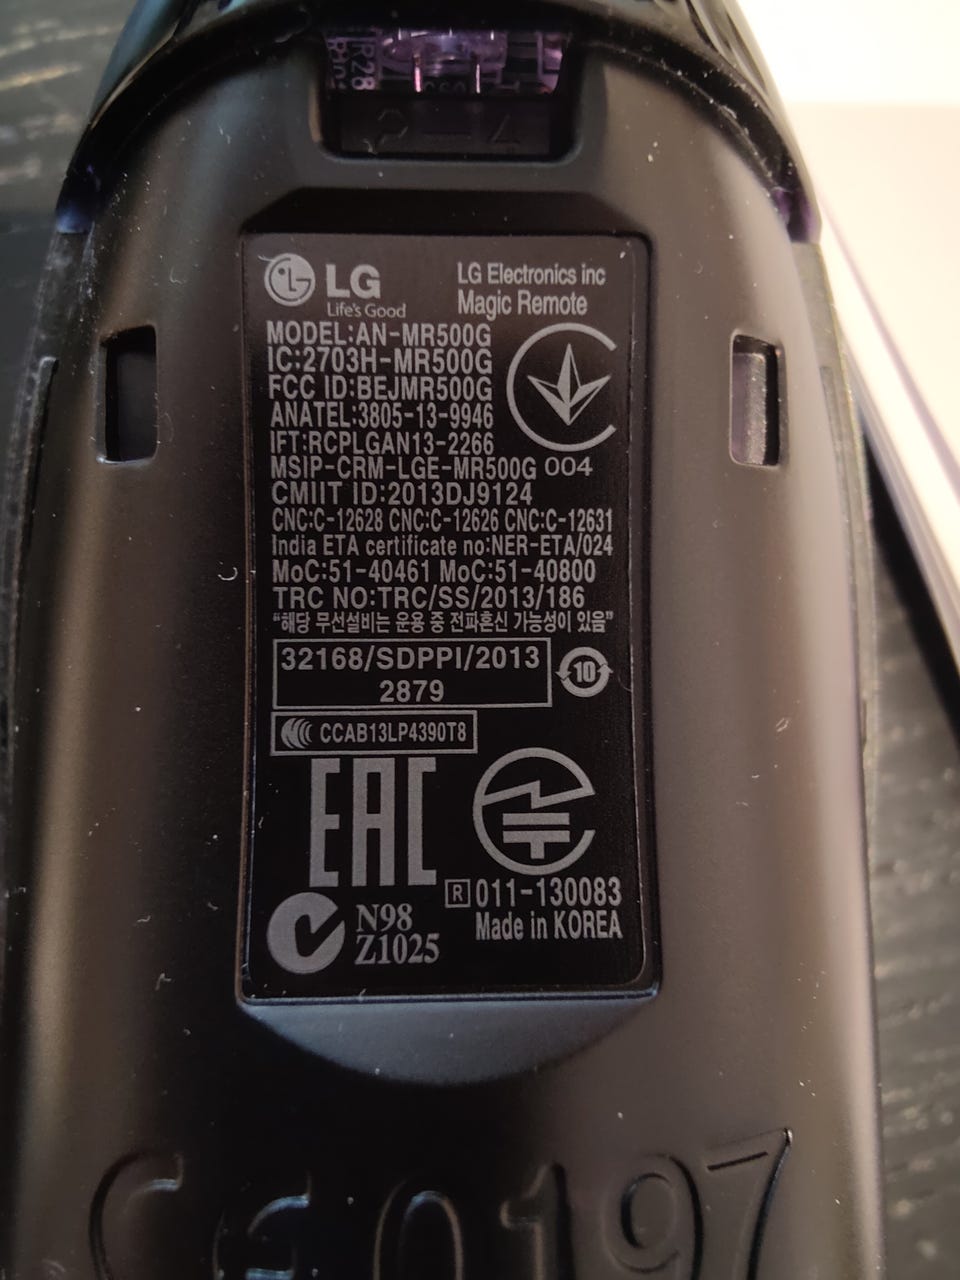 LG
Life's Good
LG Electronics inc
Magic Remote
MODEL:AN-MR500G
IC:2703H-MR500G
FCC ID:BEJMR500G
ANATEL:3805-13-9946
IFT:RCPLGAN13-2266
MSIP-CRM-LGE-MR500G 004
CMIIT ID:2013DJ9124
CNC:C-12628 CNC:C-12626 CNC:C-12631
India ETA certificate no:NER-ETA/024
MoC:51-40461 MoC:51-40800
TRC NO:TRC/SS/2013/186
"해당 무선설비는 운용 중 전파혼신 가능성이 있음"
32168/SDPPI/2013
2879
10
CCAB13LP4390T8
EAC
R 011-130083
Made in KOREA
N98
Z1025
CE0197